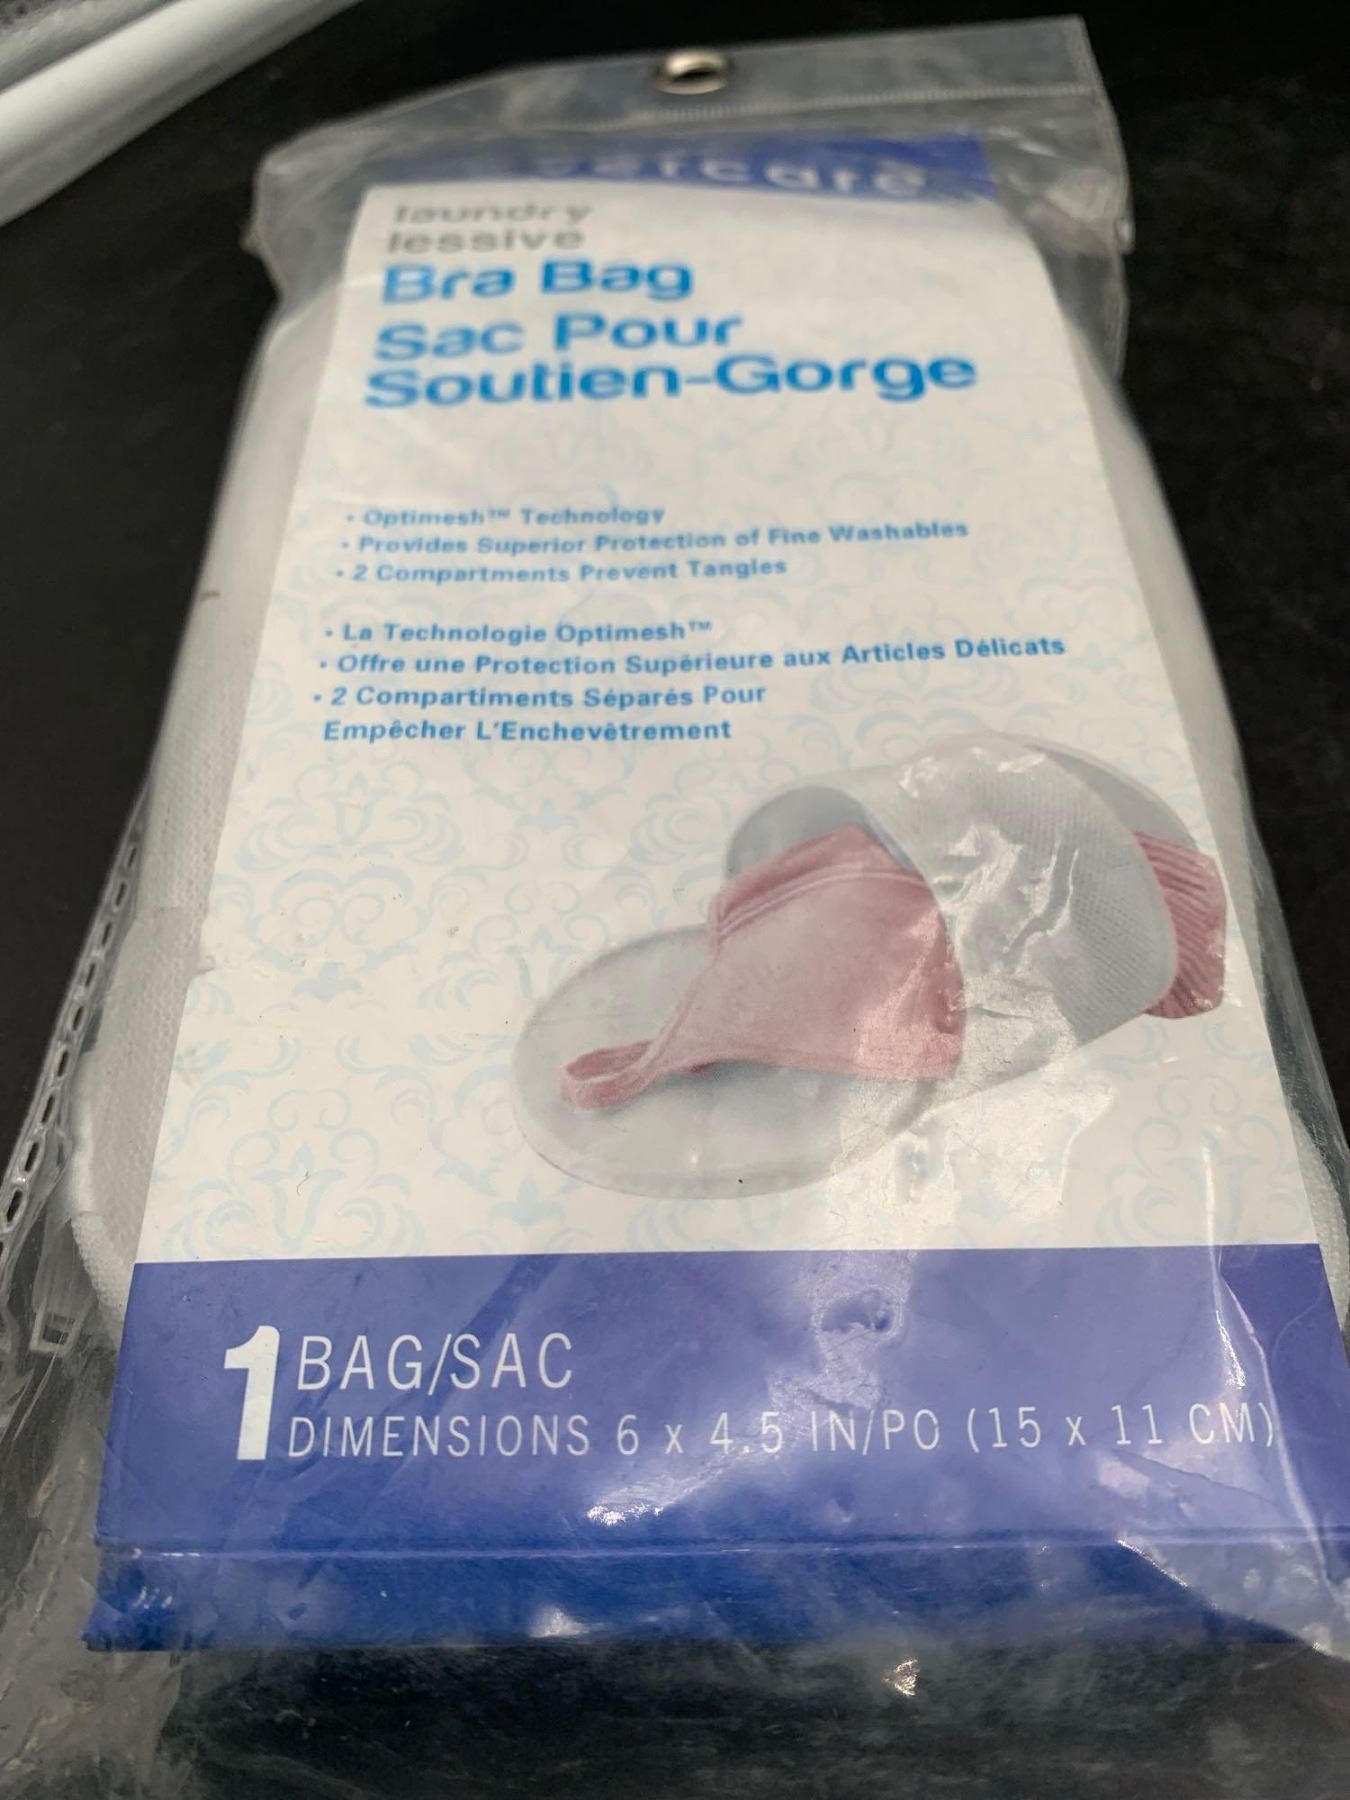 laundry
lessive
Bra Bag
Sac Pour
Soutien-Gorge
• Optimesh™ Technology
• Provides Superior Protection of Fine Washables
• 2 Compartments Prevent Tangles
• La Technologie Optimesh™
• Offre une Protection Supérieure aux Articles Délicats
• 2 Compartiments Séparés Pour
Empêcher L'Enchevêtrement
1 BAG/SAC
DIMENSIONS 6 x 4.5 IN/PO (15 x 11 CM)